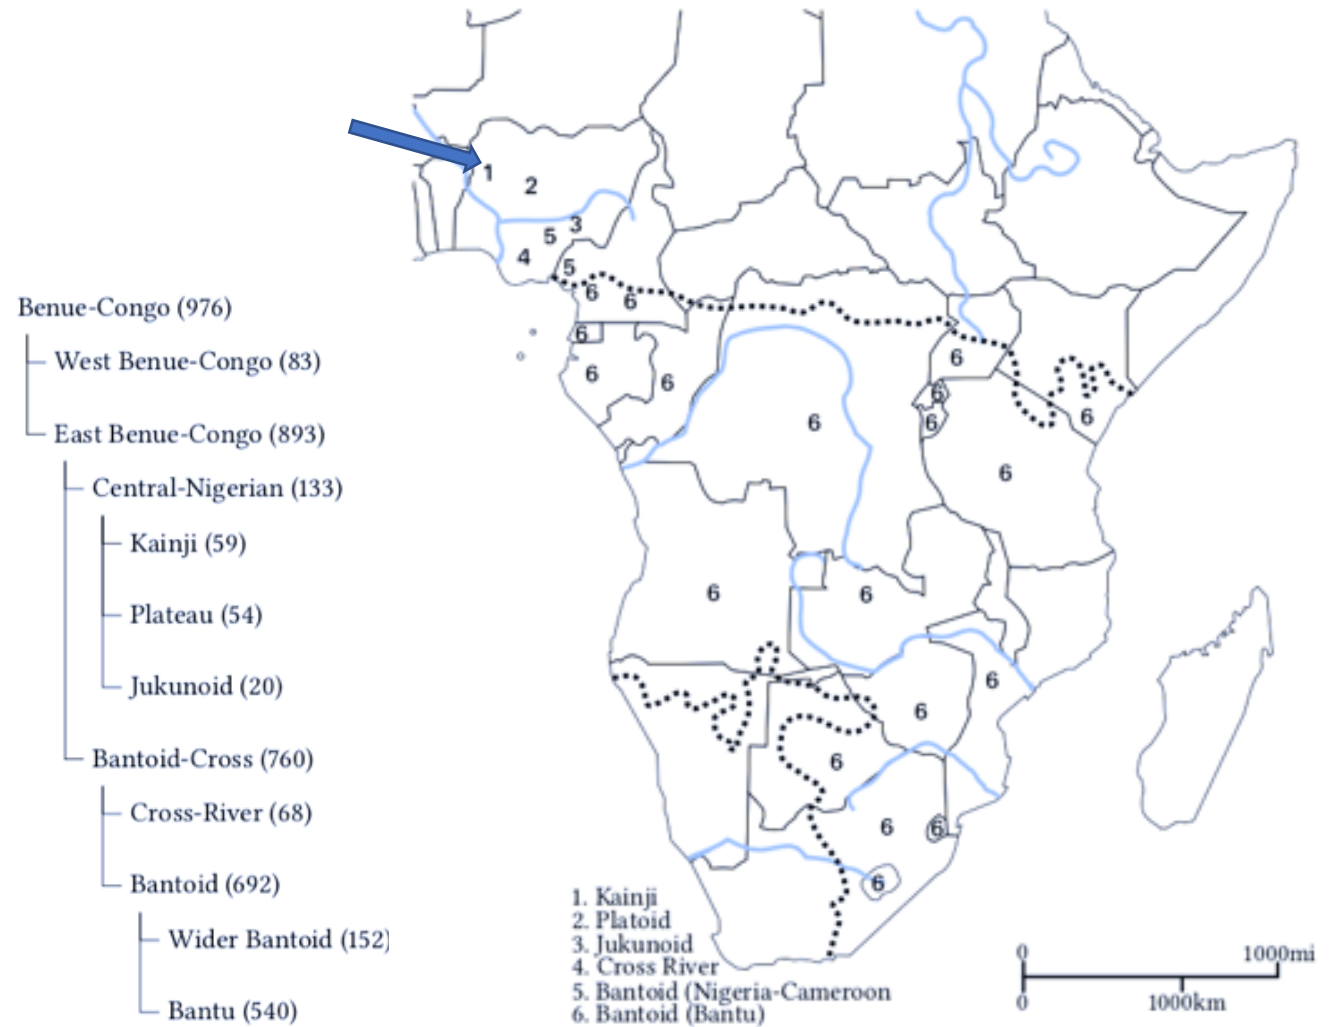 1
2
3
5
4
5
6
6
Benue-Congo (976)
6
West Benue-Congo (83)
6
6
6
6
6
6
6
East Benue-Congo (893)
6
Central-Nigerian (133)
Kainji (59)
6
6
Plateau (54)
Jukunoid (20)
6
6
Bantoid-Cross (760)
6
Cross-River (68)
6
6
Bantoid (692)
6
Wider Bantoid (152)
Bantu (540)
1. Kainji
2. Platoid
3. Jukunoid
4. Cross River
5. Bantoid (Nigeria-Cameroon
6. Bantoid (Bantu)
0
1000mi
0
1000km